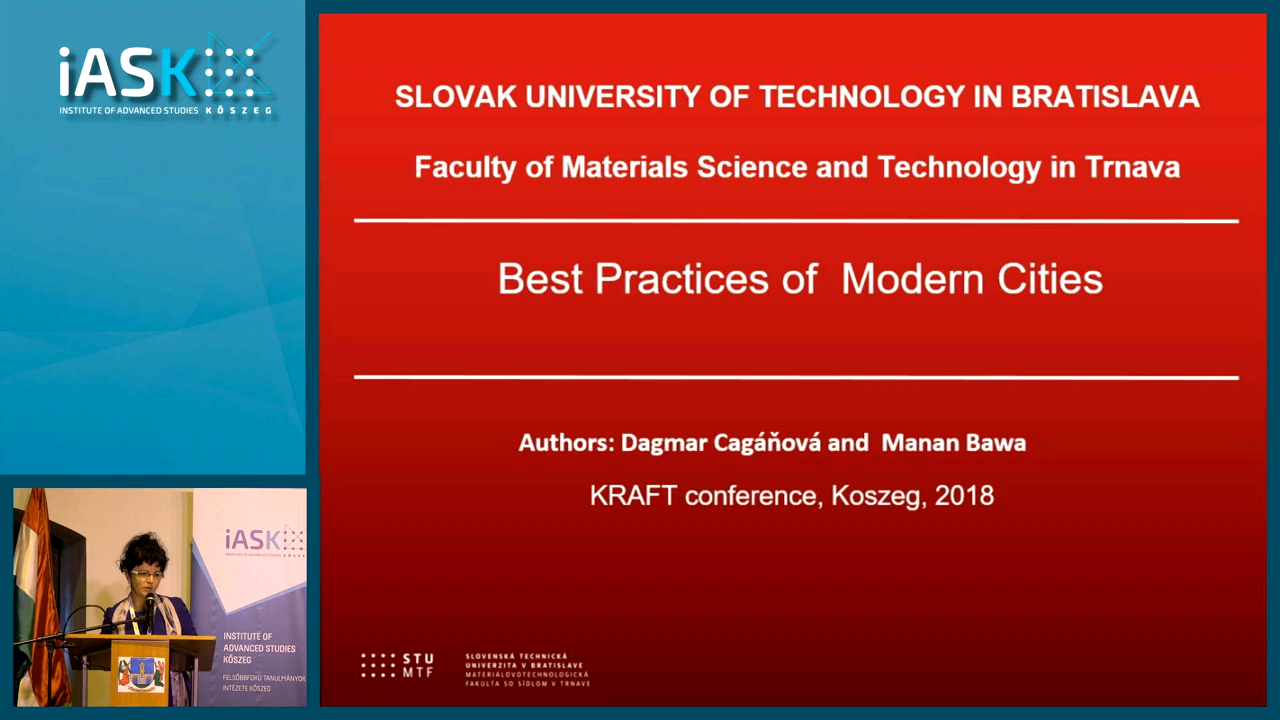 iASK
INSTITUTE OF ADVANCED STUDIES KŐSZEG
SLOVAK UNIVERSITY OF TECHNOLOGY IN BRATISLAVA
Faculty of Materials Science and Technology in Trnava
Best Practices of Modern Cities
Authors: Dagmar Cagáňová and Manan Bawa
KRAFT conference, Koszeg, 2018
STU
MTF
SLOVENSKÁ TECHNICKÁ
UNIVERZITA V BRATISLAVE
MATERIÁLOVOTECHNOLOGICKÁ
FAKULTA SO SÍDLOM V TRNAVE
iASK
INSTITUTE OF
ADVANCED STUDIES
KŐSZEG
FELSŐBBFOKÚ TANULMÁNYOK
INTÉZETE KŐSZEG